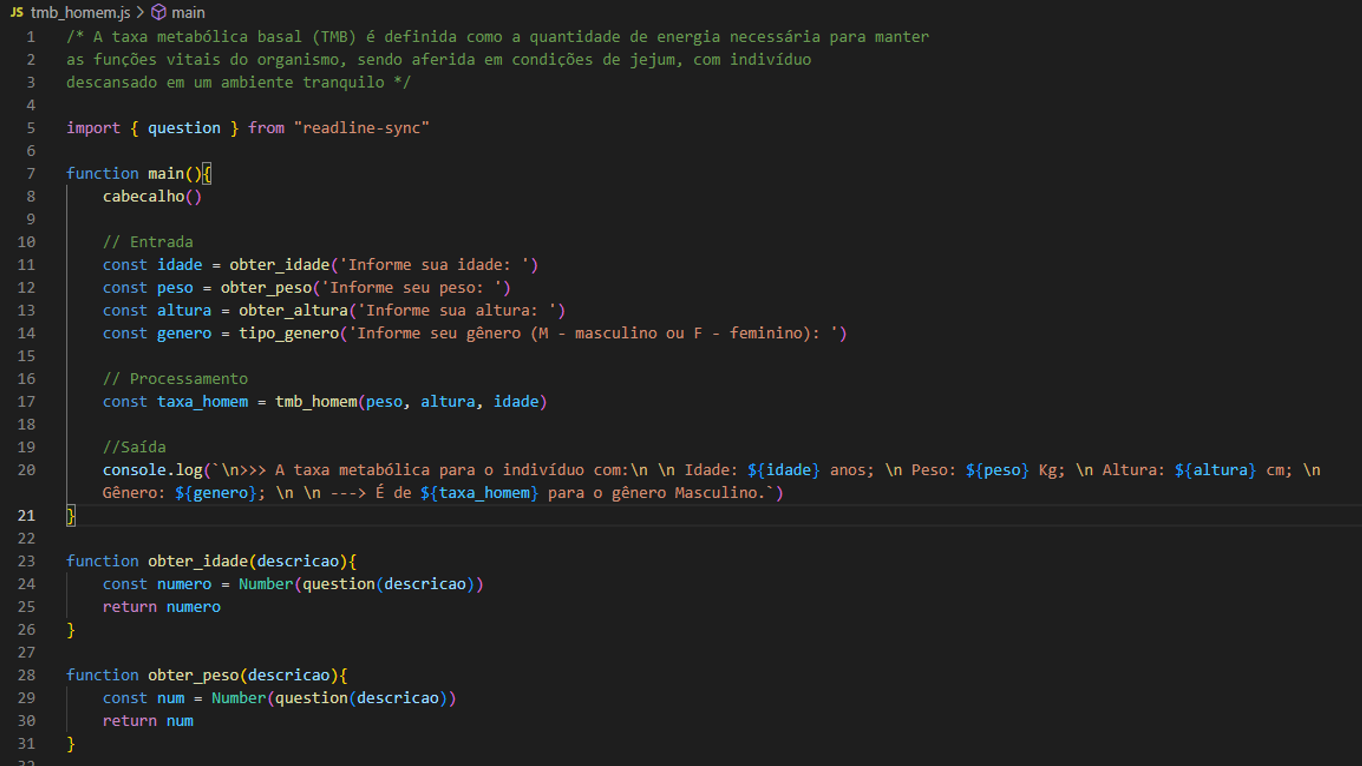 JS tmb_homem.js > main
1 /* A taxa metabólica basal (TMB) é definida como a quantidade de energia necessária para manter
2 as funções vitais do organismo, sendo aferida em condições de jejum, com indivíduo
3 descansado em um ambiente tranquilo */
4
5 import { question } from "readline-sync"
6
7 function main(){
8     cabecalho()
9
10     // Entrada
11     const idade = obter_idade('Informe sua idade: ')
12     const peso = obter_peso('Informe seu peso: ')
13     const altura = obter_altura('Informe sua altura: ')
14     const genero = tipo_genero('Informe seu gênero (M - masculino ou F - feminino): ')
15
16     // Processamento
17     const taxa_homem = tmb_homem(peso, altura, idade)
18
19     //Saída
20     console.log(`\n>>> A taxa metabólica para o indivíduo com:\n \n Idade: ${idade} anos; \n Peso: ${peso} Kg; \n Altura: ${altura} cm; \n
    Gênero: ${genero}; \n \n ---> É de ${taxa_homem} para o gênero Masculino.`)
21 }
22
23 function obter_idade(descricao){
24     const numero = Number(question(descricao))
25     return numero
26 }
27
28 function obter_peso(descricao){
29     const num = Number(question(descricao))
30     return num
31 }
32